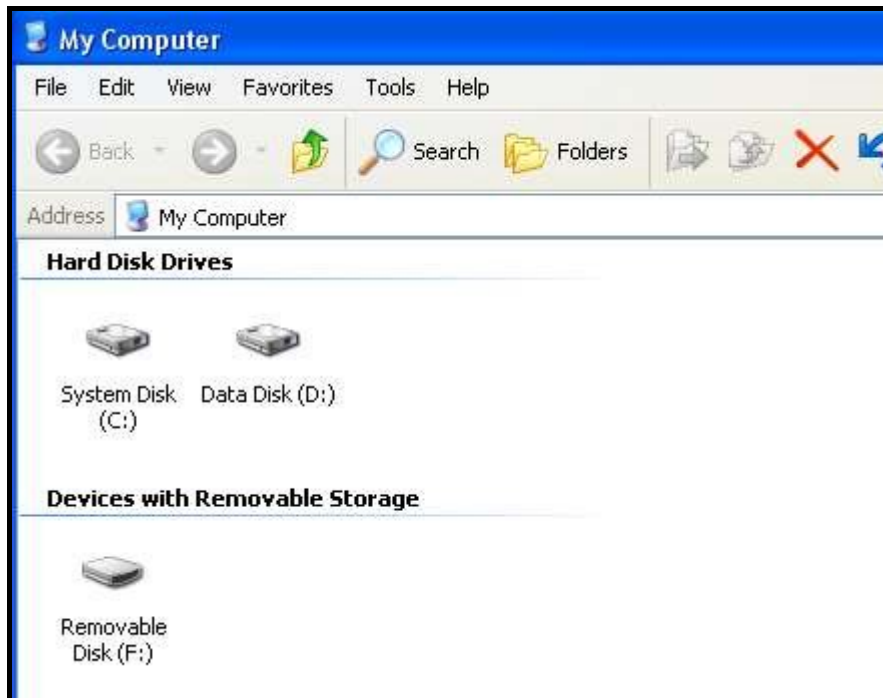 My Computer
File Edit View Favorites Tools Help
Back Search Folders
Address My Computer
Hard Disk Drives
System Disk Data Disk (D:)
(C:)
Devices with Removable Storage
Removable
Disk (F:)